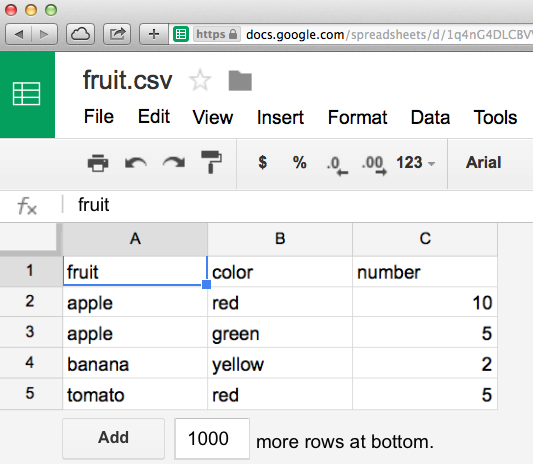 https docs.google.com/spreadsheets/d/1q4nG4DLCBV
fruit.csv
File Edit View Insert Format Data Tools
$ % .0 .00 123 Arial
fx fruit
A B C
1 fruit color number
2 apple red 10
3 apple green 5
4 banana yellow 2
5 tomato red 5
Add 1000 more rows at bottom.